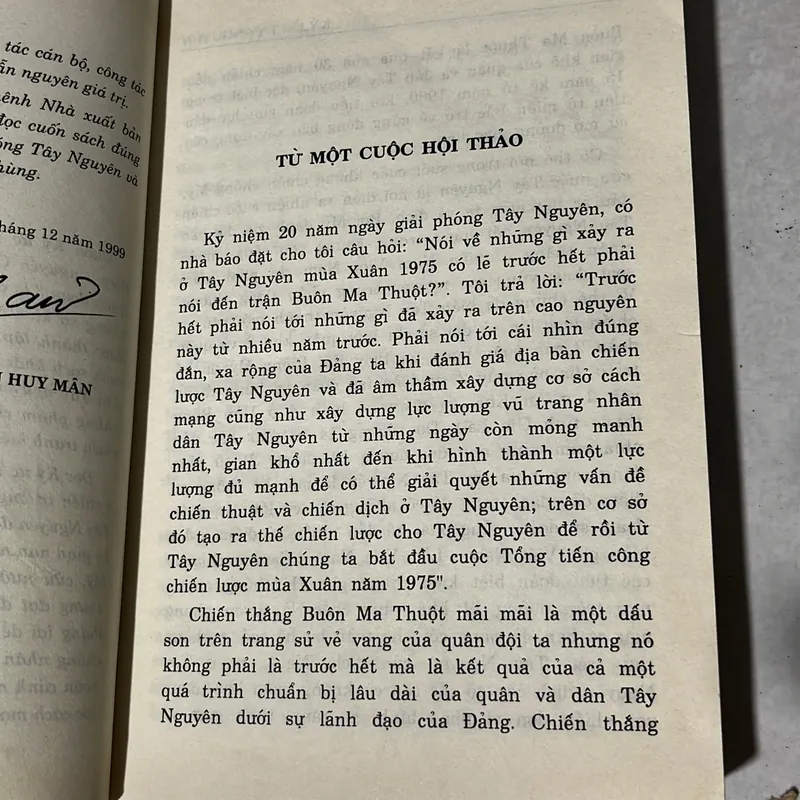 tác cán bộ, công tác
nguyên giá trị.
Nhà xuất bản
đọc cuốn sách đúng
Tây Nguyên và
tháng 12 năm 1999
HUY MÂN
TỪ MỘT CUỘC HỘI THẢO
Kỷ niệm 20 năm ngày giải phóng Tây Nguyên, có
nhà báo đặt cho tôi câu hỏi: “Nói về những gì xảy ra
ở Tây Nguyên mùa Xuân 1975 có lẽ trước hết phải
nói đến trận Buôn Ma Thuột?”. Tôi trả lời: “Trước
hết phải nói tới những gì đã xảy ra trên cao nguyên
này từ nhiều năm trước. Phải nói tới cái nhìn đúng
đắn, xa rộng của Đảng ta khi đánh giá địa bàn chiến
lược Tây Nguyên và đã âm thầm xây dựng cơ sở cách
mạng cũng như xây dựng lực lượng vũ trang nhân
dân Tây Nguyên từ những ngày còn mỏng manh
nhất, gian khổ nhất đến khi hình thành một lực
lượng đủ mạnh để có thể giải quyết những vấn đề
chiến thuật và chiến dịch ở Tây Nguyên; trên cơ sở
đó tạo ra thế chiến lược cho Tây Nguyên để rồi từ
Tây Nguyên chúng ta bắt đầu cuộc Tổng tiến công
chiến lược mùa Xuân năm 1975".
Chiến thắng Buôn Ma Thuột mãi mãi là một dấu
son trên trang sử vẻ vang của quân đội ta nhưng nó
không phải là trước hết mà là kết quả của cả một
quá trình chuẩn bị lâu dài của quân và dân Tây
Nguyên dưới sự lãnh đạo của Đảng. Chiến thắng